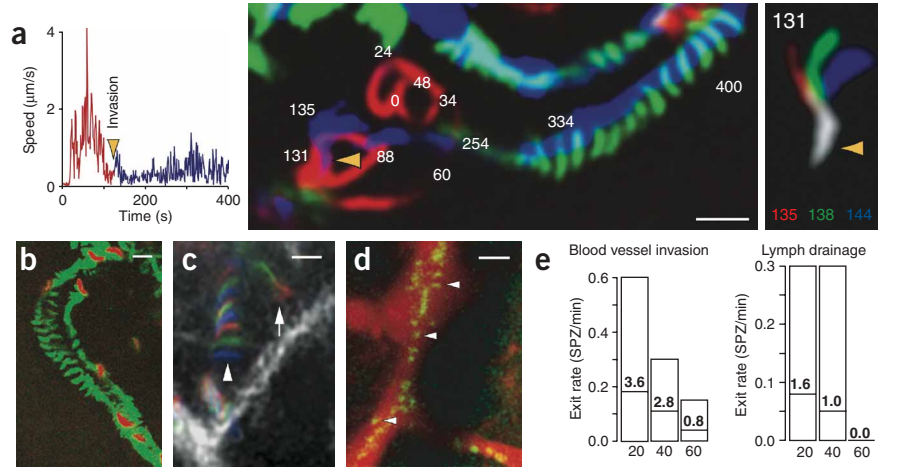 a
4
2
0
Speed (μm/s)
Invasion
0
200
400
Time (s)
24
48
0
34
135
131
88
254
60
334
400
131
135 138 144
b
c
d
e
Blood vessel invasion
0.6
0.4
0.2
0.0
Exit rate (SPZ/min)
3.6
2.8
0.8
20 40 60
Lymph drainage
0.3
0.2
0.1
0.0
Exit rate (SPZ/min)
1.6
1.0
0.0
20 40 60